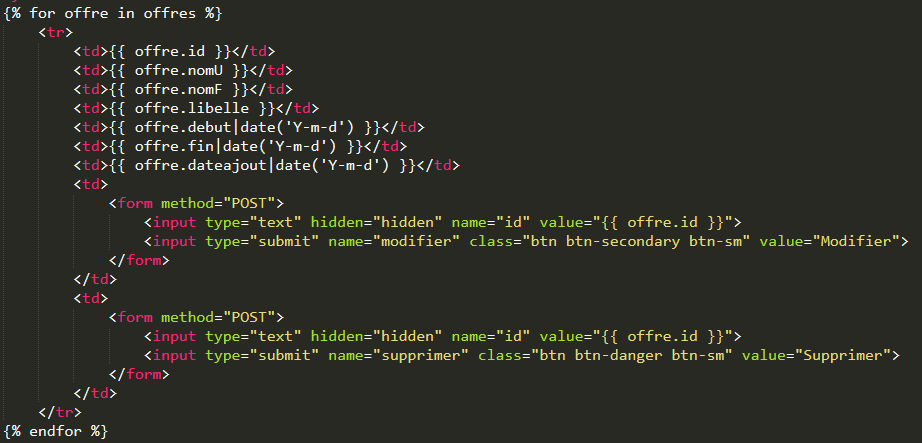 {% for offre in offres %}
<tr>
<td>{{ offre.id }}</td>
<td>{{ offre.nomU }}</td>
<td>{{ offre.nomF }}</td>
<td>{{ offre.libelle }}</td>
<td>{{ offre.debut|date('Y-m-d') }}</td>
<td>{{ offre.fin|date('Y-m-d') }}</td>
<td>{{ offre.dateajout|date('Y-m-d') }}</td>
<td>
<form method="POST">
<input type="text" hidden="hidden" name="id" value="{{ offre.id }}">
<input type="submit" name="modifier" class="btn btn-secondary btn-sm" value="Modifier">
</form>
</td>
<td>
<form method="POST">
<input type="text" hidden="hidden" name="id" value="{{ offre.id }}">
<input type="submit" name="supprimer" class="btn btn-danger btn-sm" value="Supprimer">
</form>
</td>
</tr>
{% endfor %}